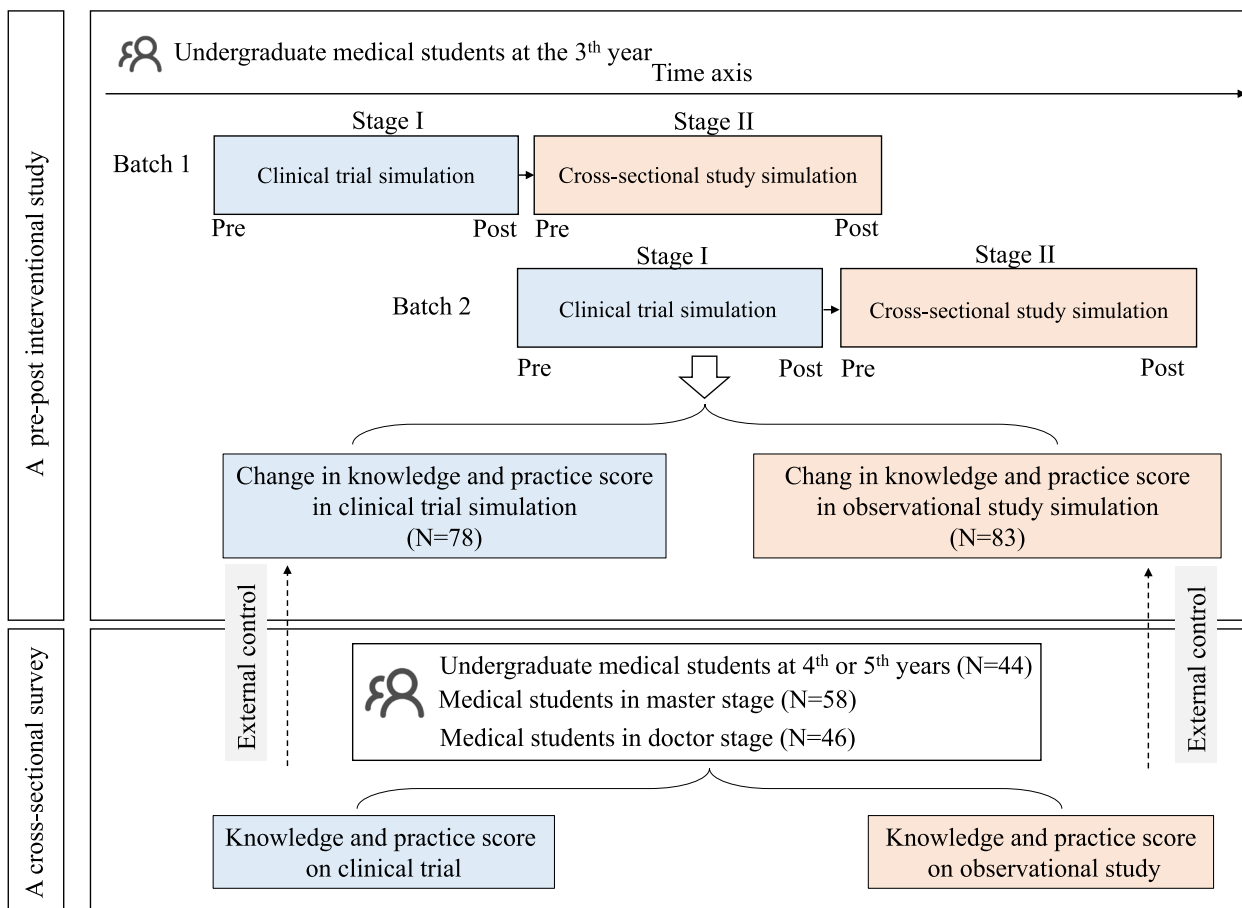 A pre-post interventional study
Undergraduate medical students at the 3th year
Time axis
Stage I
Stage II
Batch 1
Clinical trial simulation
Cross-sectional study simulation
Pre
Post
Pre
Post
Stage I
Stage II
Batch 2
Clinical trial simulation
Cross-sectional study simulation
Pre
Post
Pre
Post
Change in knowledge and practice score
in clinical trial simulation
(N=78)
Chang in knowledge and practice score
in observational study simulation
(N=83)
External control
External control
A cross-sectional survey
Undergraduate medical students at 4th or 5th years (N=44)
Medical students in master stage (N=58)
Medical students in doctor stage (N=46)
Knowledge and practice score
on clinical trial
Knowledge and practice score
on observational study